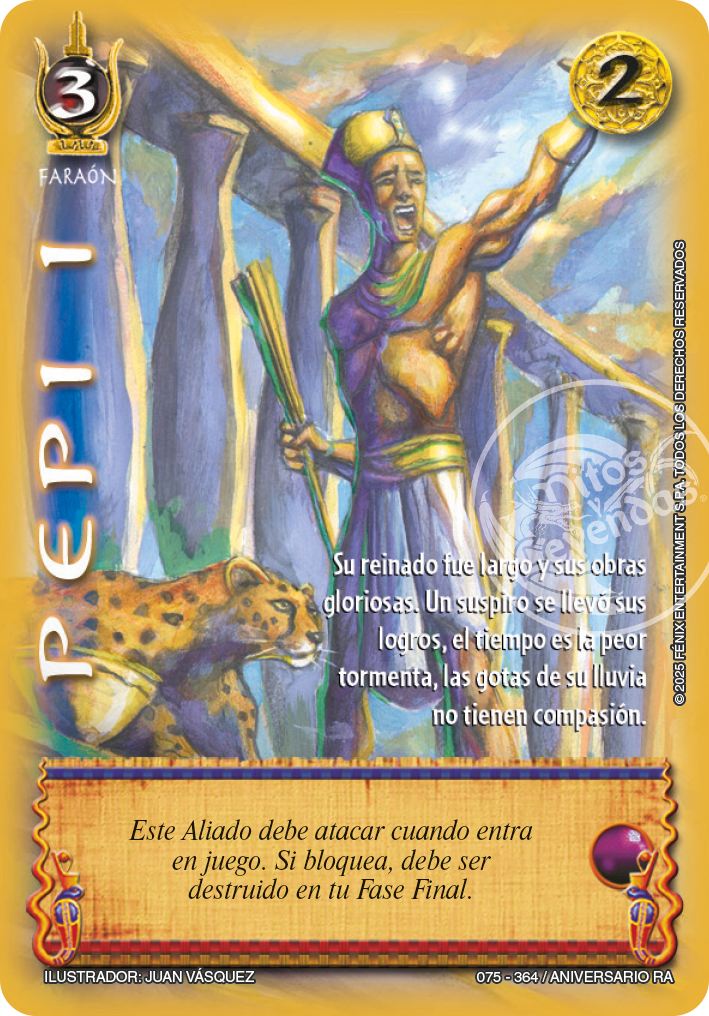 3
2
FARAÓN
PEPI I
Su reinado fue largo y sus obras
gloriosas. Un suspiro se llevó sus
logros, el tiempo es la peor
tormenta, las gotas de su lluvia
no tienen compasión.
mitos
y
leyendas
®
© 2025 FÉNIX ENTERTAINMENT S.P.A. TODOS LOS DERECHOS RESERVADOS
Este Aliado debe atacar cuando entra
en juego. Si bloquea, debe ser
destruido en tu Fase Final.
ILUSTRADOR: JUAN VÁSQUEZ
075 - 364 / ANIVERSARIO RA